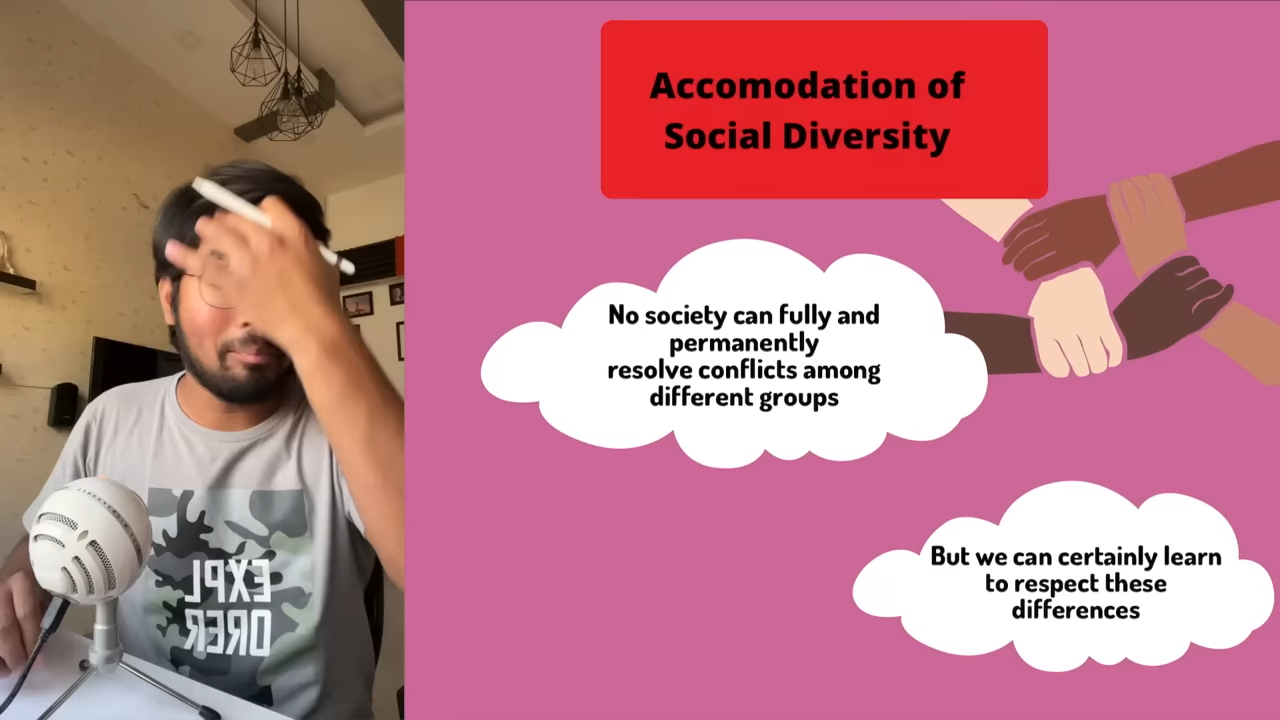 Accomodation of
Social Diversity
No society can fully and
permanently
resolve conflicts among
different groups
But we can certainly learn
to respect these
differences
EXPL
ORER